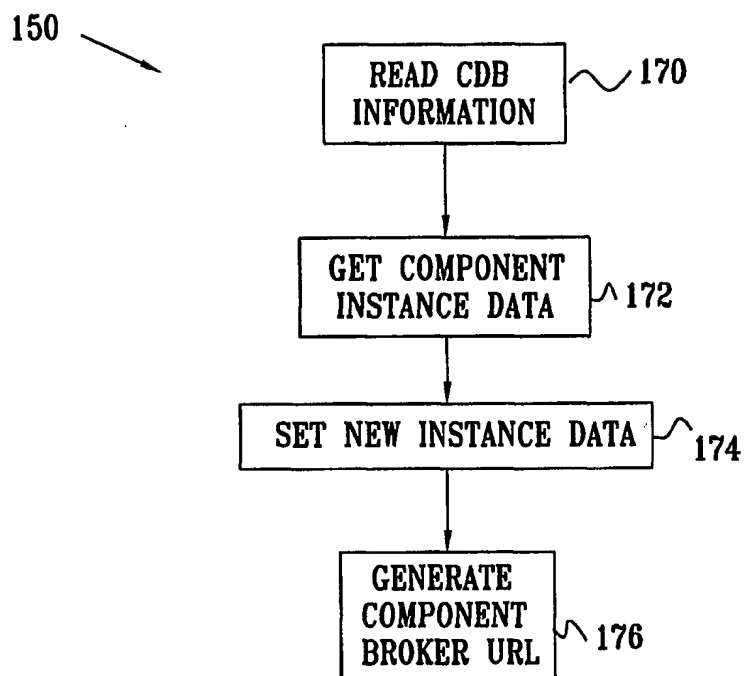 150
READ CDB
INFORMATION
170
GET COMPONENT
INSTANCE DATA
172
SET NEW INSTANCE DATA
174
GENERATE
COMPONENT
BROKER URL
176